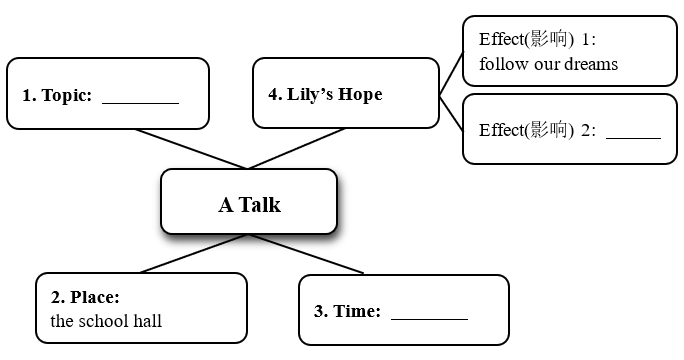 Effect(影响) 1:
follow our dreams
1. Topic: ________
4. Lily’s Hope
Effect(影响) 2: ______
A Talk
2. Place:
the school hall
3. Time: ________